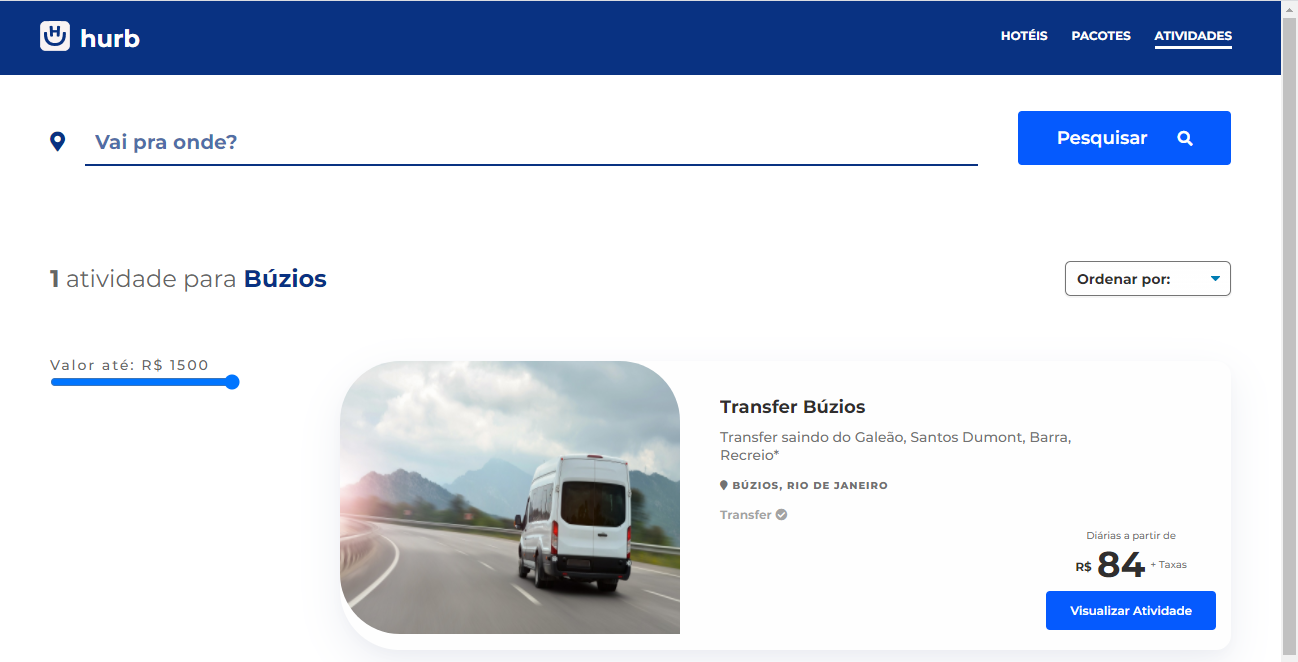 hurb
HOTÉIS PACOTES ATIVIDADES
Vai pra onde?
Pesquisar
1 atividade para Búzios
Ordenar por:
Valor até: R$ 1500
Transfer Búzios
Transfer saindo do Galeão, Santos Dumont, Barra,
Recreio*
BÚZIOS, RIO DE JANEIRO
Transfer
Diárias a partir de
R$ 84 + Taxas
Visualizar Atividade